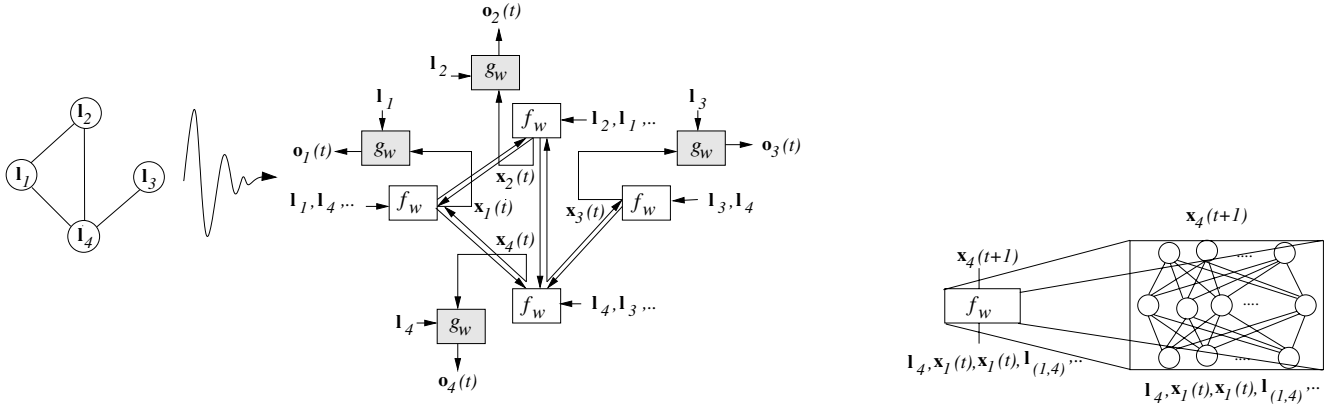 l1
l2
l3
l4
o2(t)
l2
gw
l1
gw
o1(t)
fw
l2, l1 ,..
l3
gw
o3(t)
x2(t)
l1, l4 ,..
fw
x1(t)
x3(t)
fw
l3, l4
x4(t)
fw
l4, l3 ,..
l4
gw
o4(t)
x4(t+1)
fw
l4, x1(t), x1(t), l(1,4) ,..
x4(t+1)
....
....
....
l4, x1(t), x1(t), l(1,4) ,..